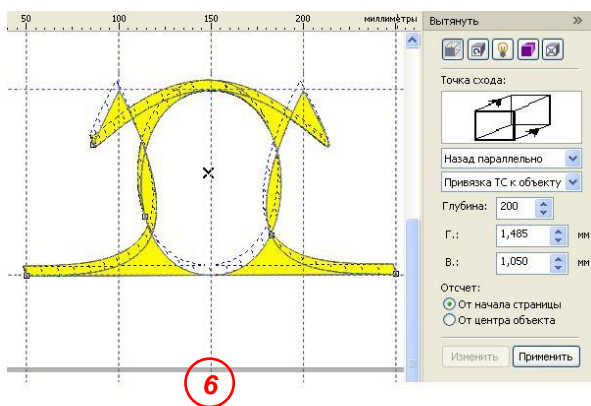 50 100 150 200 миллиметры
Вытянуть »
Точка схода:
Назад параллельно
Привязка ТС к объекту
Глубина: 200
Г.: 1,485 мм
В.: 1,050 мм
Отсчет:
От начала страницы
От центра объекта
Изменить Применить
6